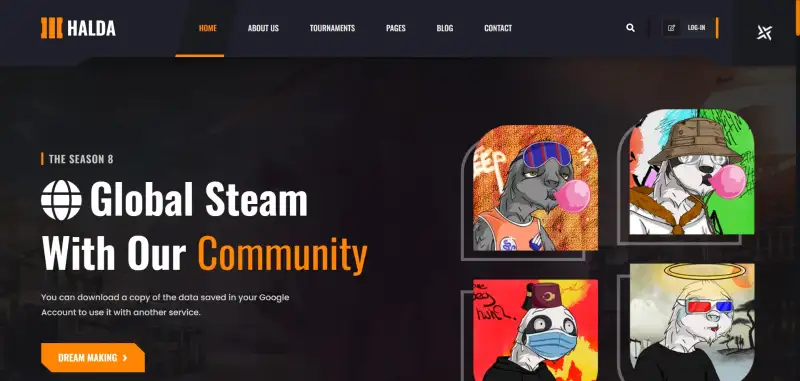 HALDA
HOME ABOUT US TOURNAMENTS PAGES BLOG CONTACT LOG-IN
THE SEASON 8
Global Steam
With Our Community
You can download a copy of the data saved in your Google
Account to use it with another service.
DREAM MAKING